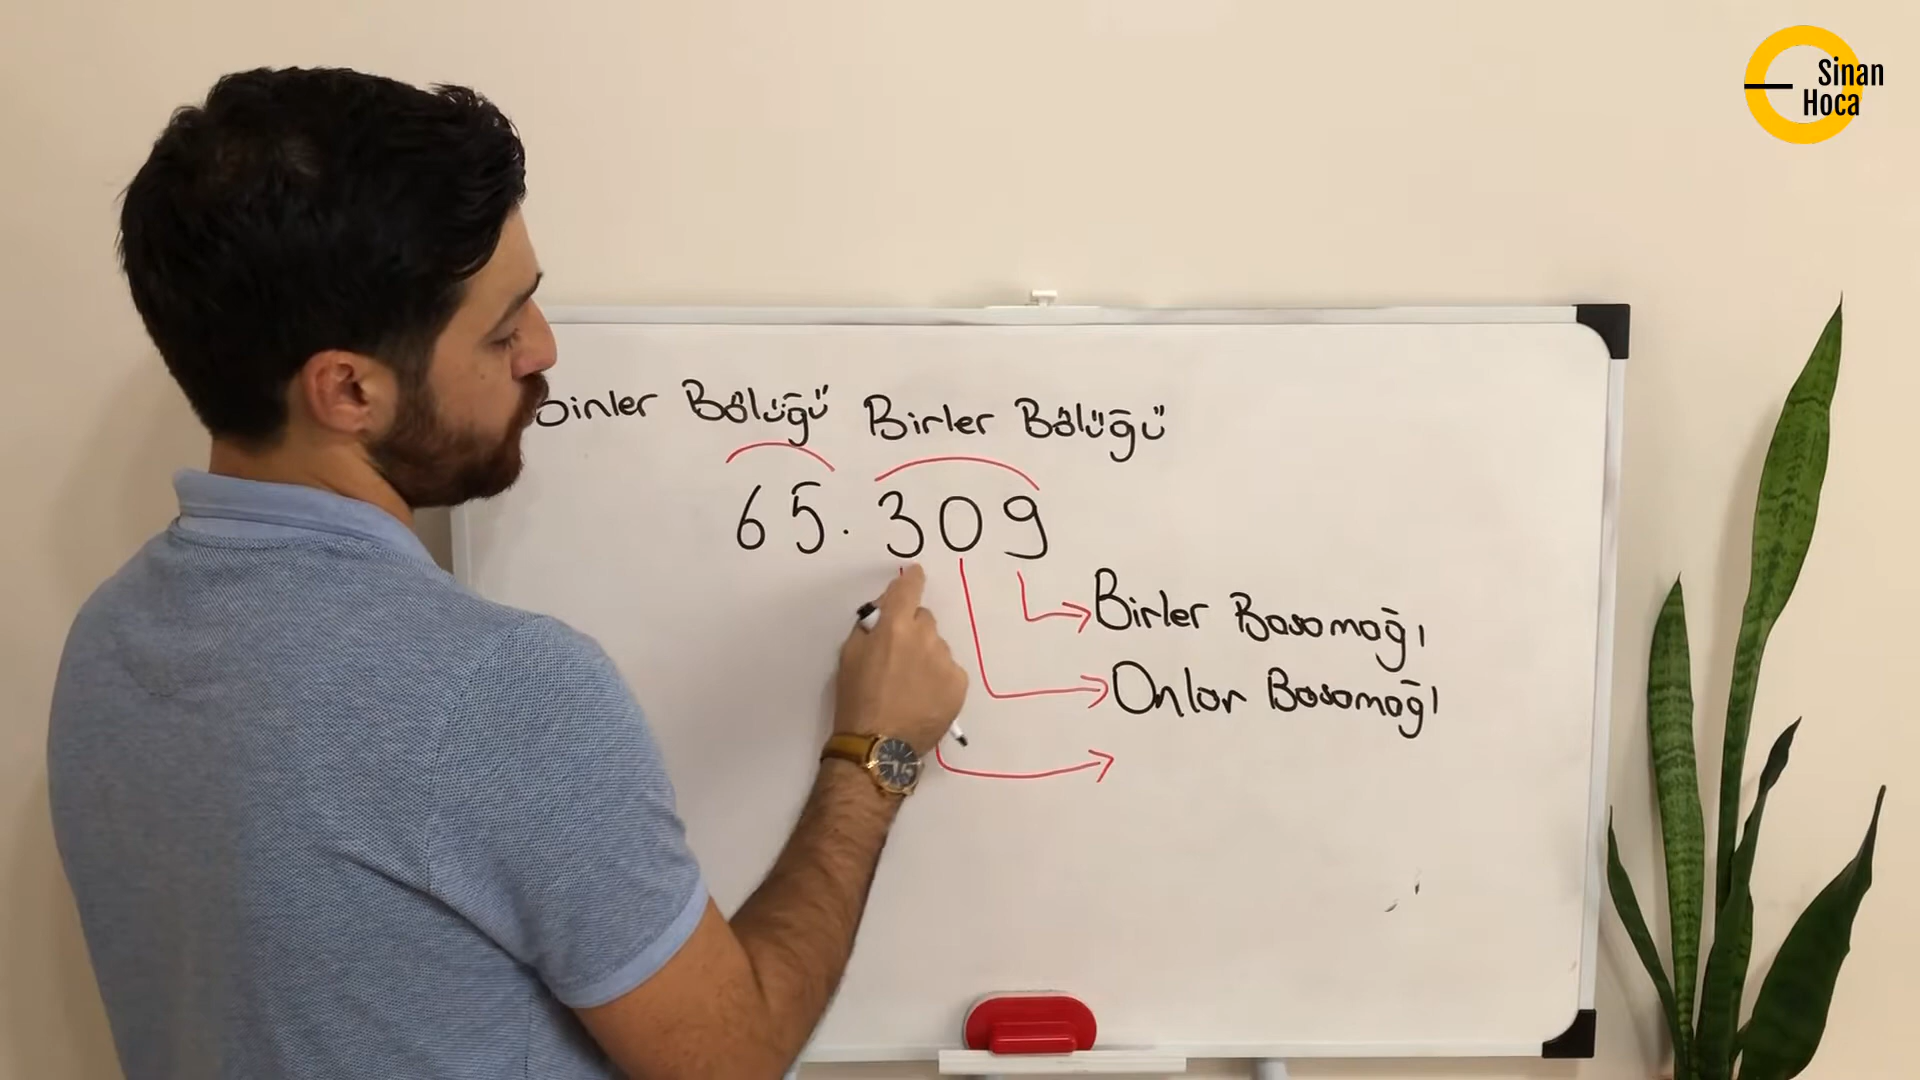 Sinan
Hoca
Binler Bölüğü Birler Bölüğü
65.309
Birler Basamağı
Onlar Basamağı